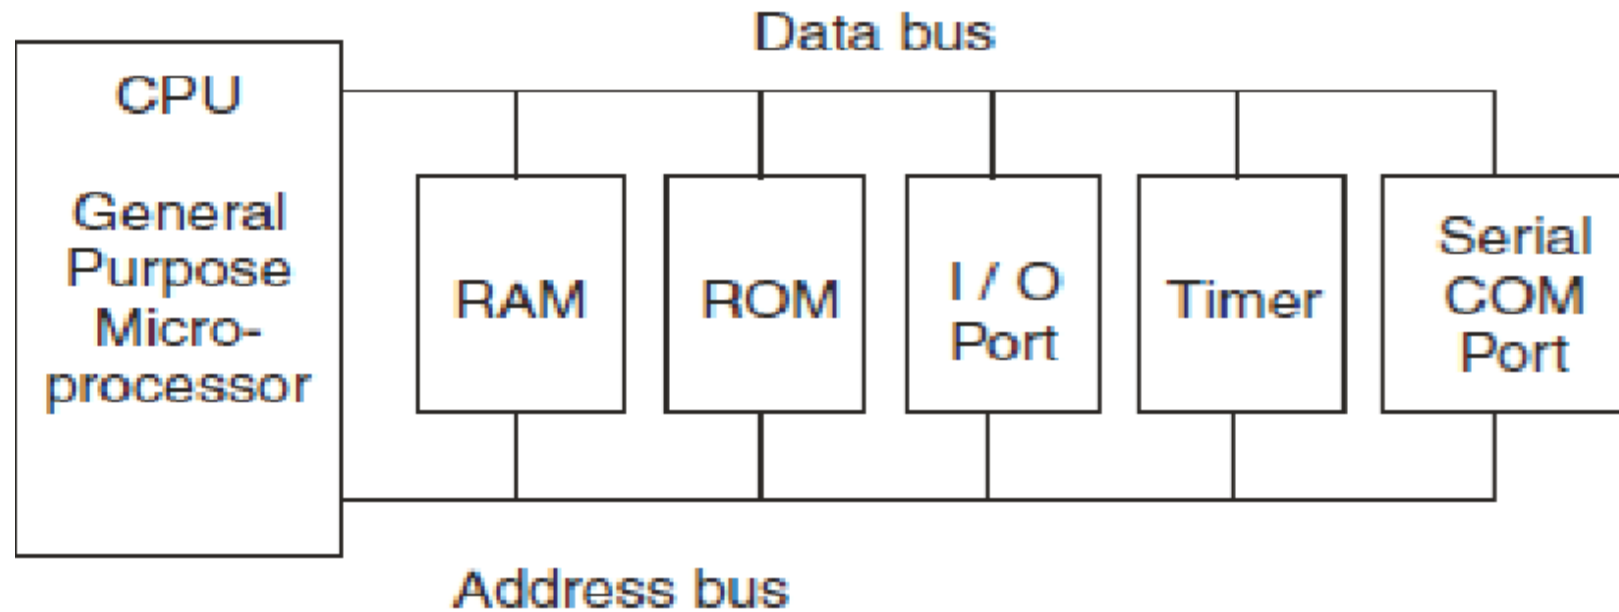 Data bus
CPU
General
Purpose
Micro-
processor
RAM
ROM
I / O
Port
Timer
Serial
COM
Port
Address bus